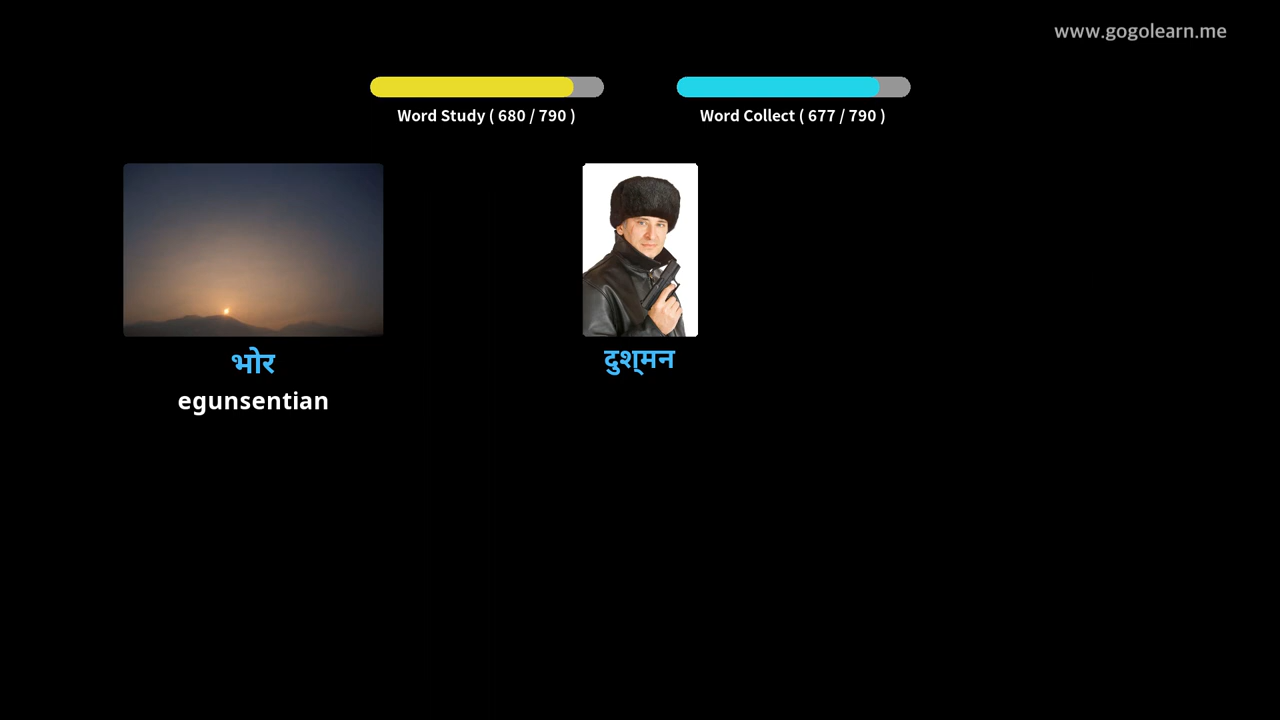 www.gogolearn.me
Word Study ( 680 / 790 )
Word Collect ( 677 / 790 )
भोर
egunsentian
दुश्मन